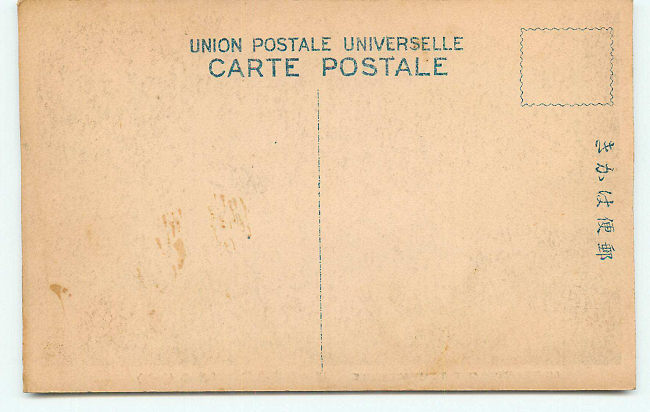 UNION POSTALE UNIVERSELLE
CARTE POSTALE
郵便はかき